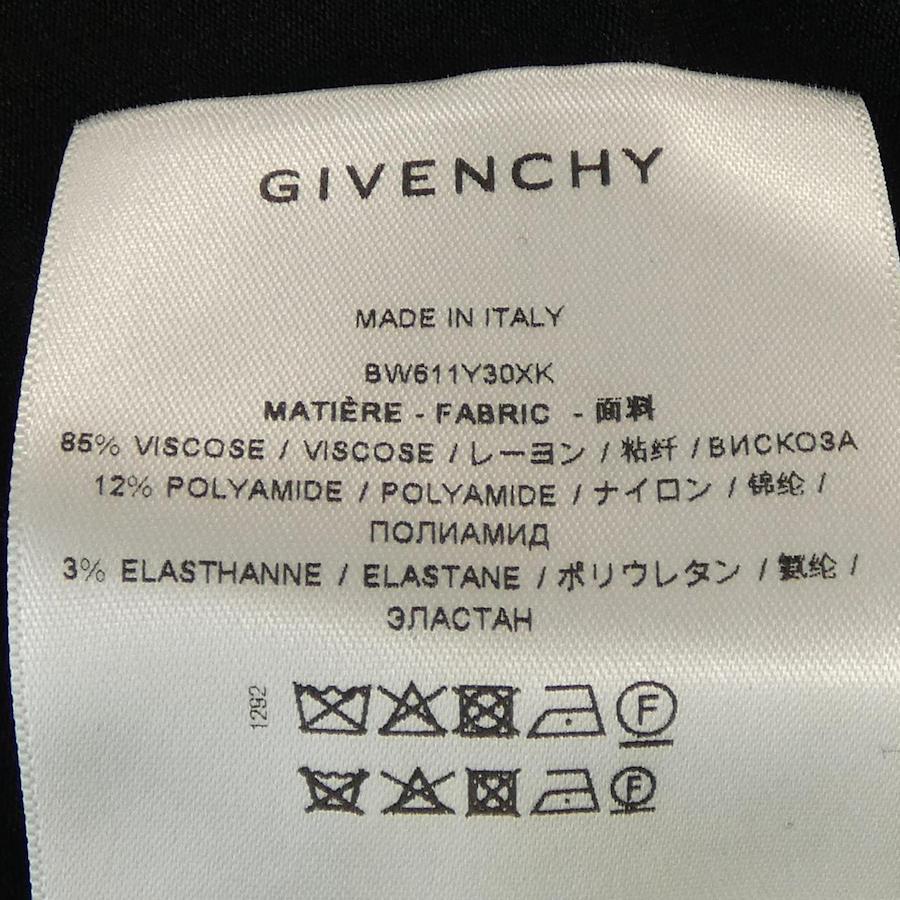 GIVENCHY
MADE IN ITALY
BW611Y30XK
MATIÈRE - FABRIC - 面料
85% VISCOSE / VISCOSE / レーヨン / 粘纤 / ВИСКОЗА
12% POLYAMIDE / POLYAMIDE / ナイロン / 锦纶 /
ПОЛИАМИД
3% ELASTHANNE / ELASTANE / ポリウレタン / 氨纶 /
ЭЛАСТАН
1292
F
F